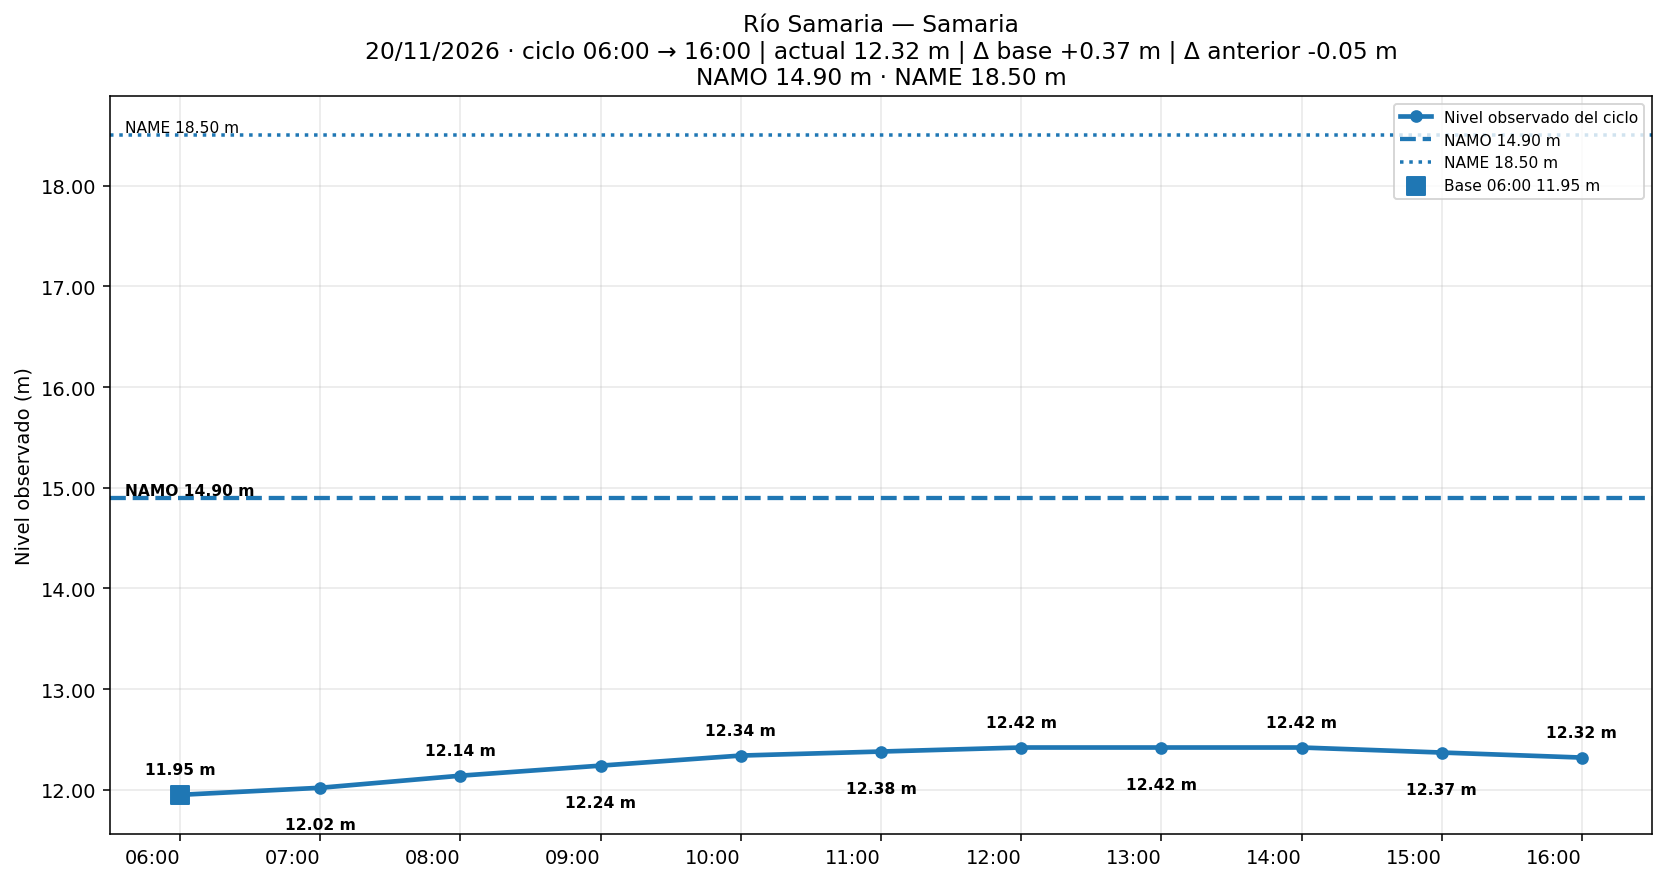 Río Samaria — Samaria
20/11/2026 · ciclo 06:00 → 16:00 | actual 12.32 m | Δ base +0.37 m | Δ anterior -0.05 m
NAMO 14.90 m · NAME 18.50 m
NAME 18.50 m
Nivel observado del ciclo
NAMO 14.90 m
NAME 18.50 m
Base 06:00 11.95 m
Nivel observado (m)
18.00
17.00
16.00
15.00
14.00
13.00
12.00
NAMO 14.90 m
11.95 m
12.02 m
12.14 m
12.24 m
12.34 m
12.38 m
12.42 m
12.42 m
12.42 m
12.37 m
12.32 m
06:00
07:00
08:00
09:00
10:00
11:00
12:00
13:00
14:00
15:00
16:00